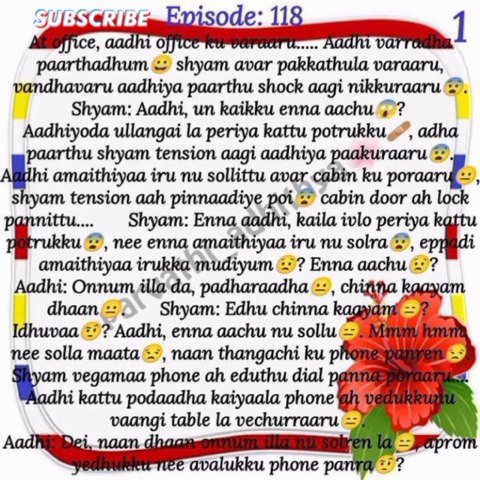 SUBSCRIBE Episode: 118 1
At office, aadhi office ku varaaru..... Aadhi varradha
paarthadhum😀 shyam avar pakkathula varaaru,
vandhavaru aadhiya paarthu shock aagi nikkuraaru😨.
Shyam: Aadhi, un kaikku enna aachu😱?
Aadhiyoda ullangai la periya kattu potrukku🩹, adha
paarthu shyam tension aagi aadhiya paakuraaru😨.
Aadhi amaithiyaa iru nu sollittu avar cabin ku poraaru😐,
shyam tension aah pinnaadiye poi😨 cabin door ah lock
pannittu.... Shyam: Enna adhi, kaila ivlo periya kattu
potrukku😨, nee enna amaithiyaa iru nu solra😨, eppadi
amaithiyaa irukka mudiyum😟? Enna aachu😟?
Aadhi: Onnum illa da, padharaadha😐, chinna kaayam
dhaan😑 Shyam: Edhu chinna kaayam😑?
Idhuvaa🤨? Aadhi, enna aachu nu sollu😑. Mmm hmm
nee solla maata😒, naan thangachi ku phone panren😒
Shyam vegamaa phone ah eduthu dial panna poraaru....
Aadhi kattu podaadha kaiyaala phone ah vedukkunu
vaangi table la vechurraaru😑.
Aadhi: Dei, naan dhaan onnum illa nu solren la😑, aprom
yedhukku nee avalukku phone panra🤨?